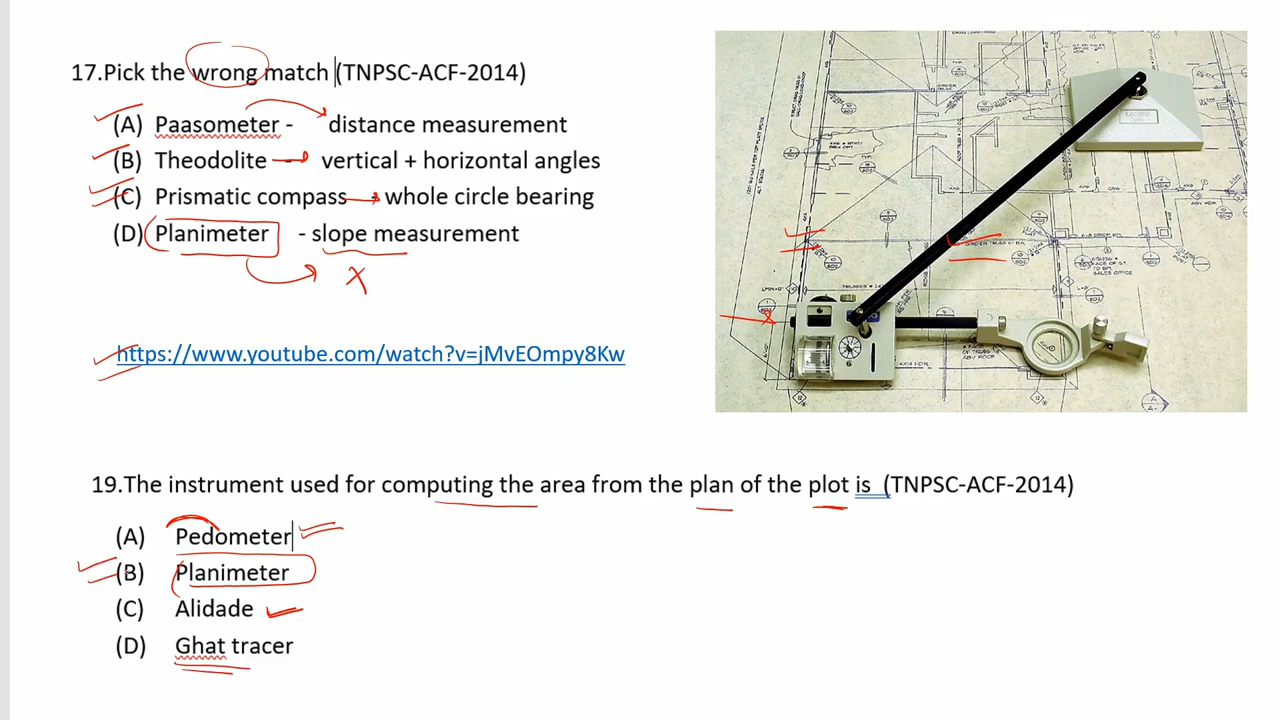 17.Pick the wrong match (TNPSC-ACF-2014)
(A) Paasometer - distance measurement
(B) Theodolite vertical + horizontal angles
(C) Prismatic compass whole circle bearing
(D) Planimeter - slope measurement
X
https://www.youtube.com/watch?v=jMvEOmpy8Kw
19.The instrument used for computing the area from the plan of the plot is (TNPSC-ACF-2014)
(A) Pedometer
(B) Planimeter
(C) Alidade
(D) Ghat tracer